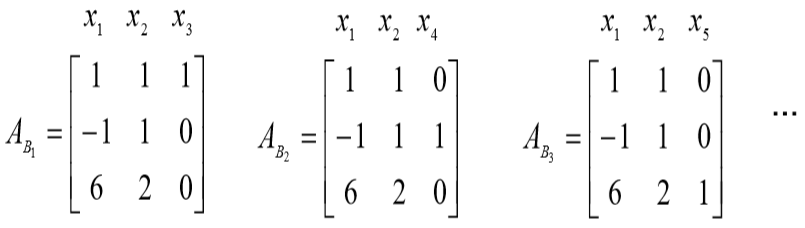 x₁ x₂ x₃ x₁ x₂ x₄ x₁ x₂ x₅
1 1 1 1 1 0 1 1 0
A_B₁ = −1 1 0 A_B₂ = −1 1 1 A_B₃ = −1 1 0 ...
6 2 0 6 2 0 6 2 1